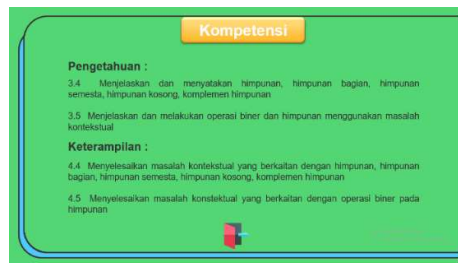 Kompetensi
Pengetahuan :
3.4 Menjelaskan dan menyatakan himpunan, himpunan bagian, himpunan
semesta, himpunan kosong, komplemen himpunan
3.5 Menjelaskan dan melakukan operasi biner dan himpunan menggunakan masalah
kontekstual
Keterampilan :
4.4 Menyelesaikan masalah kontekstual yang berkaitan dengan himpunan, himpunan
bagian, himpunan semesta, himpunan kosong, komplemen himpunan
4.5 Menyelesaikan masalah konstektual yang berkaitan dengan operasi biner pada
himpunan